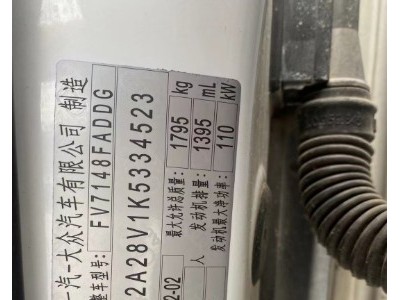 一汽-大众汽车有限公司 制造
整车型号: FV7148FADDG
2A28V1K5334523
最大允许总质量: 1795 kg
2-02 发动机排量: 1395 mL
人 发动机最大净功率: 110 kW